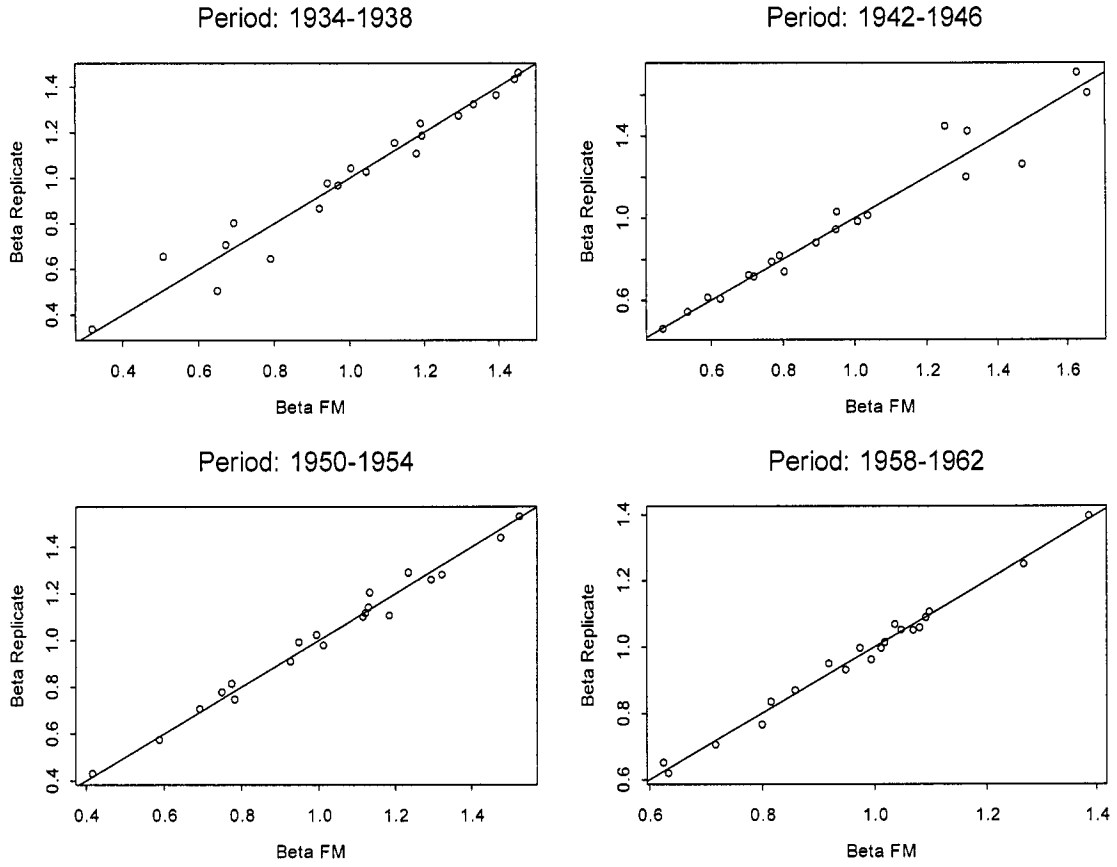 Period: 1934-1938
1.4
1.2
1.0
0.8
0.6
0.4
Beta Replicate
0.4 0.6 0.8 1.0 1.2 1.4
Beta FM
Period: 1942-1946
1.4
1.0
0.6
Beta Replicate
0.6 0.8 1.0 1.2 1.4 1.6
Beta FM
Period: 1950-1954
1.4
1.2
1.0
0.8
0.6
0.4
Beta Replicate
0.4 0.6 0.8 1.0 1.2 1.4
Beta FM
Period: 1958-1962
1.4
1.2
1.0
0.8
0.6
Beta Replicate
0.6 0.8 1.0 1.2 1.4
Beta FM